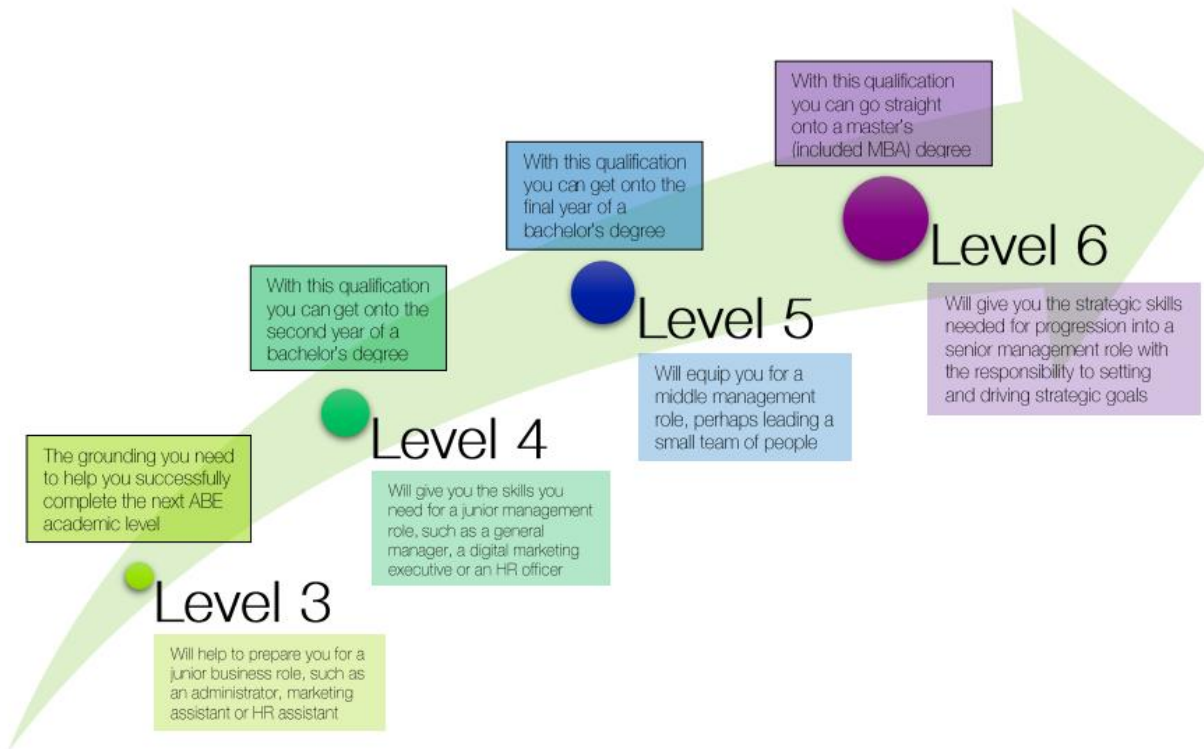 The grounding you need
to help you successfully
complete the next ABE
academic level
Level 3
Will help to prepare you for a
junior business role, such as
an administrator, marketing
assistant or HR assistant
With this qualification
you can get onto the
second year of a
bachelor's degree
Level 4
Will give you the skills you
need for a junior management
role, such as a general
manager, a digital marketing
executive or an HR officer
With this qualification
you can get onto the
final year of a
bachelor's degree
Level 5
Will equip you for a
middle management
role, perhaps leading a
small team of people
With this qualification
you can go straight
onto a master's
(included MBA) degree
Level 6
Will give you the strategic skills
needed for progression into a
senior management role with
the responsibility to setting
and driving strategic goals